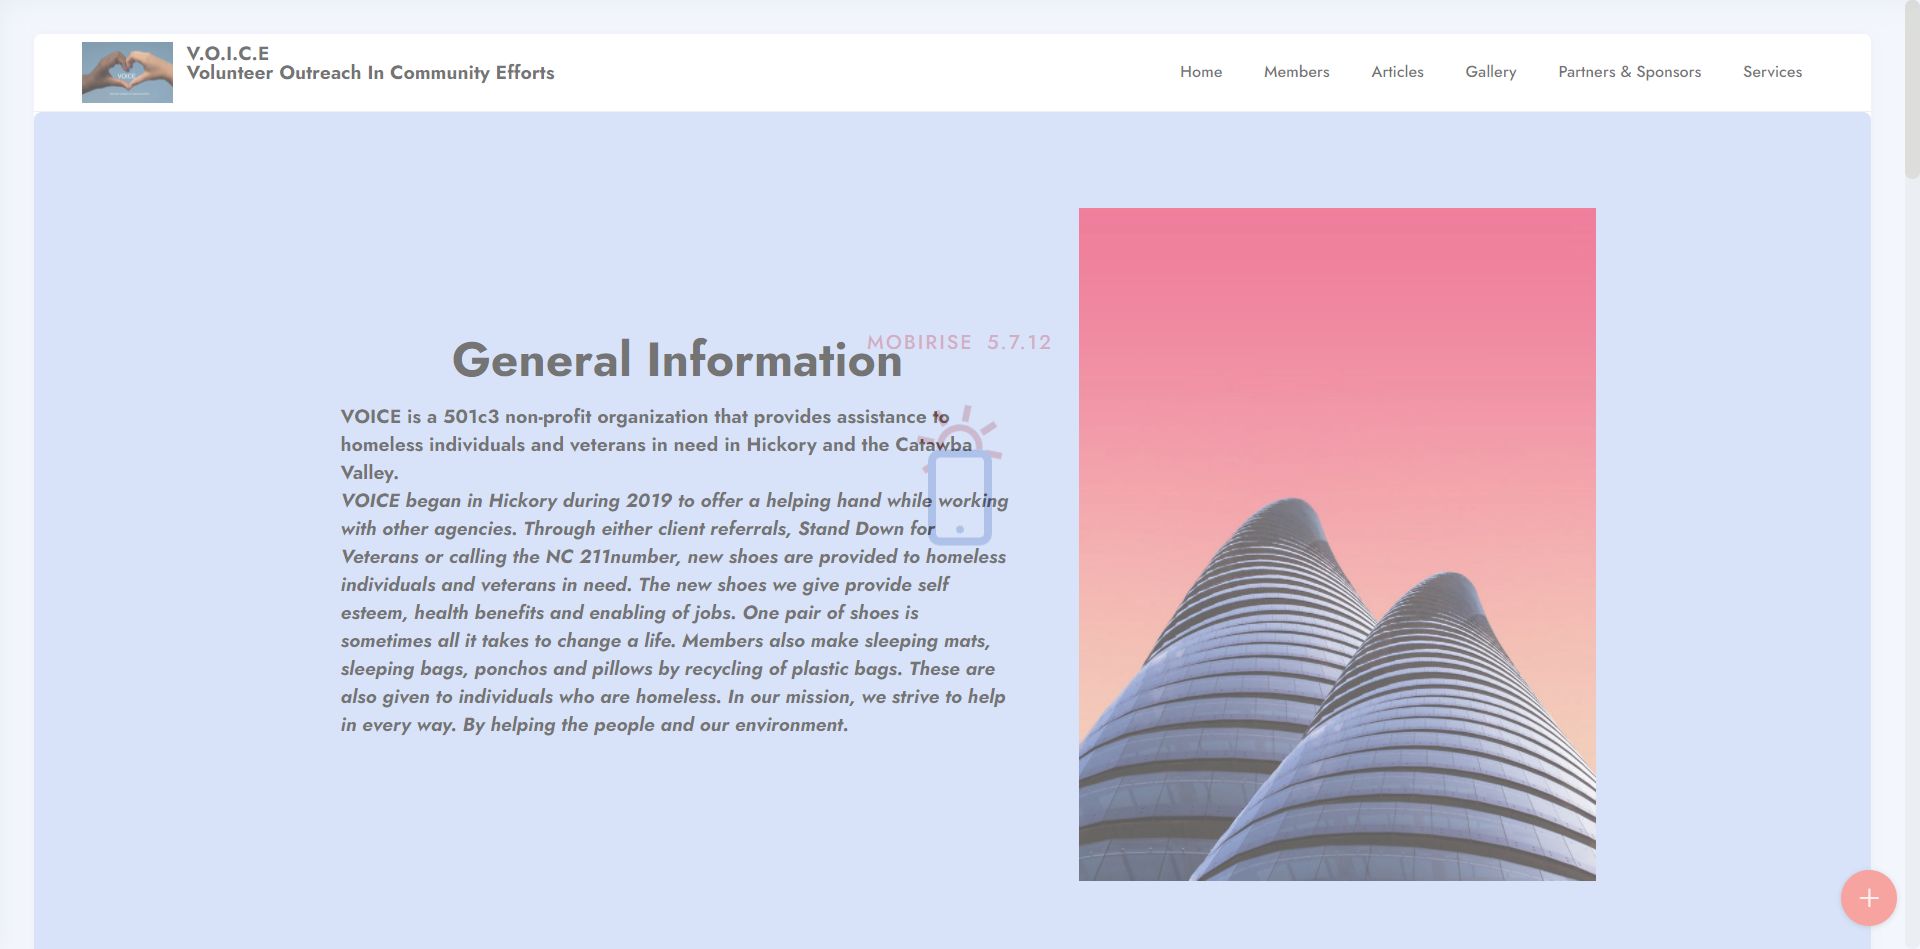 V.O.I.C.E
Volunteer Outreach In Community Efforts
Home
Members
Articles
Gallery
Partners & Sponsors
Services
MOBIRISE 5.7.12
General Information
VOICE is a 501c3 non-profit organization that provides assistance to
homeless individuals and veterans in need in Hickory and the Catawba
Valley.
VOICE began in Hickory during 2019 to offer a helping hand while working
with other agencies. Through either client referrals, Stand Down for
Veterans or calling the NC 211number, new shoes are provided to homeless
individuals and veterans in need. The new shoes we give provide self
esteem, health benefits and enabling of jobs. One pair of shoes is
sometimes all it takes to change a life. Members also make sleeping mats,
sleeping bags, ponchos and pillows by recycling of plastic bags. These are
also given to individuals who are homeless. In our mission, we strive to help
in every way. By helping the people and our environment.
VOICE